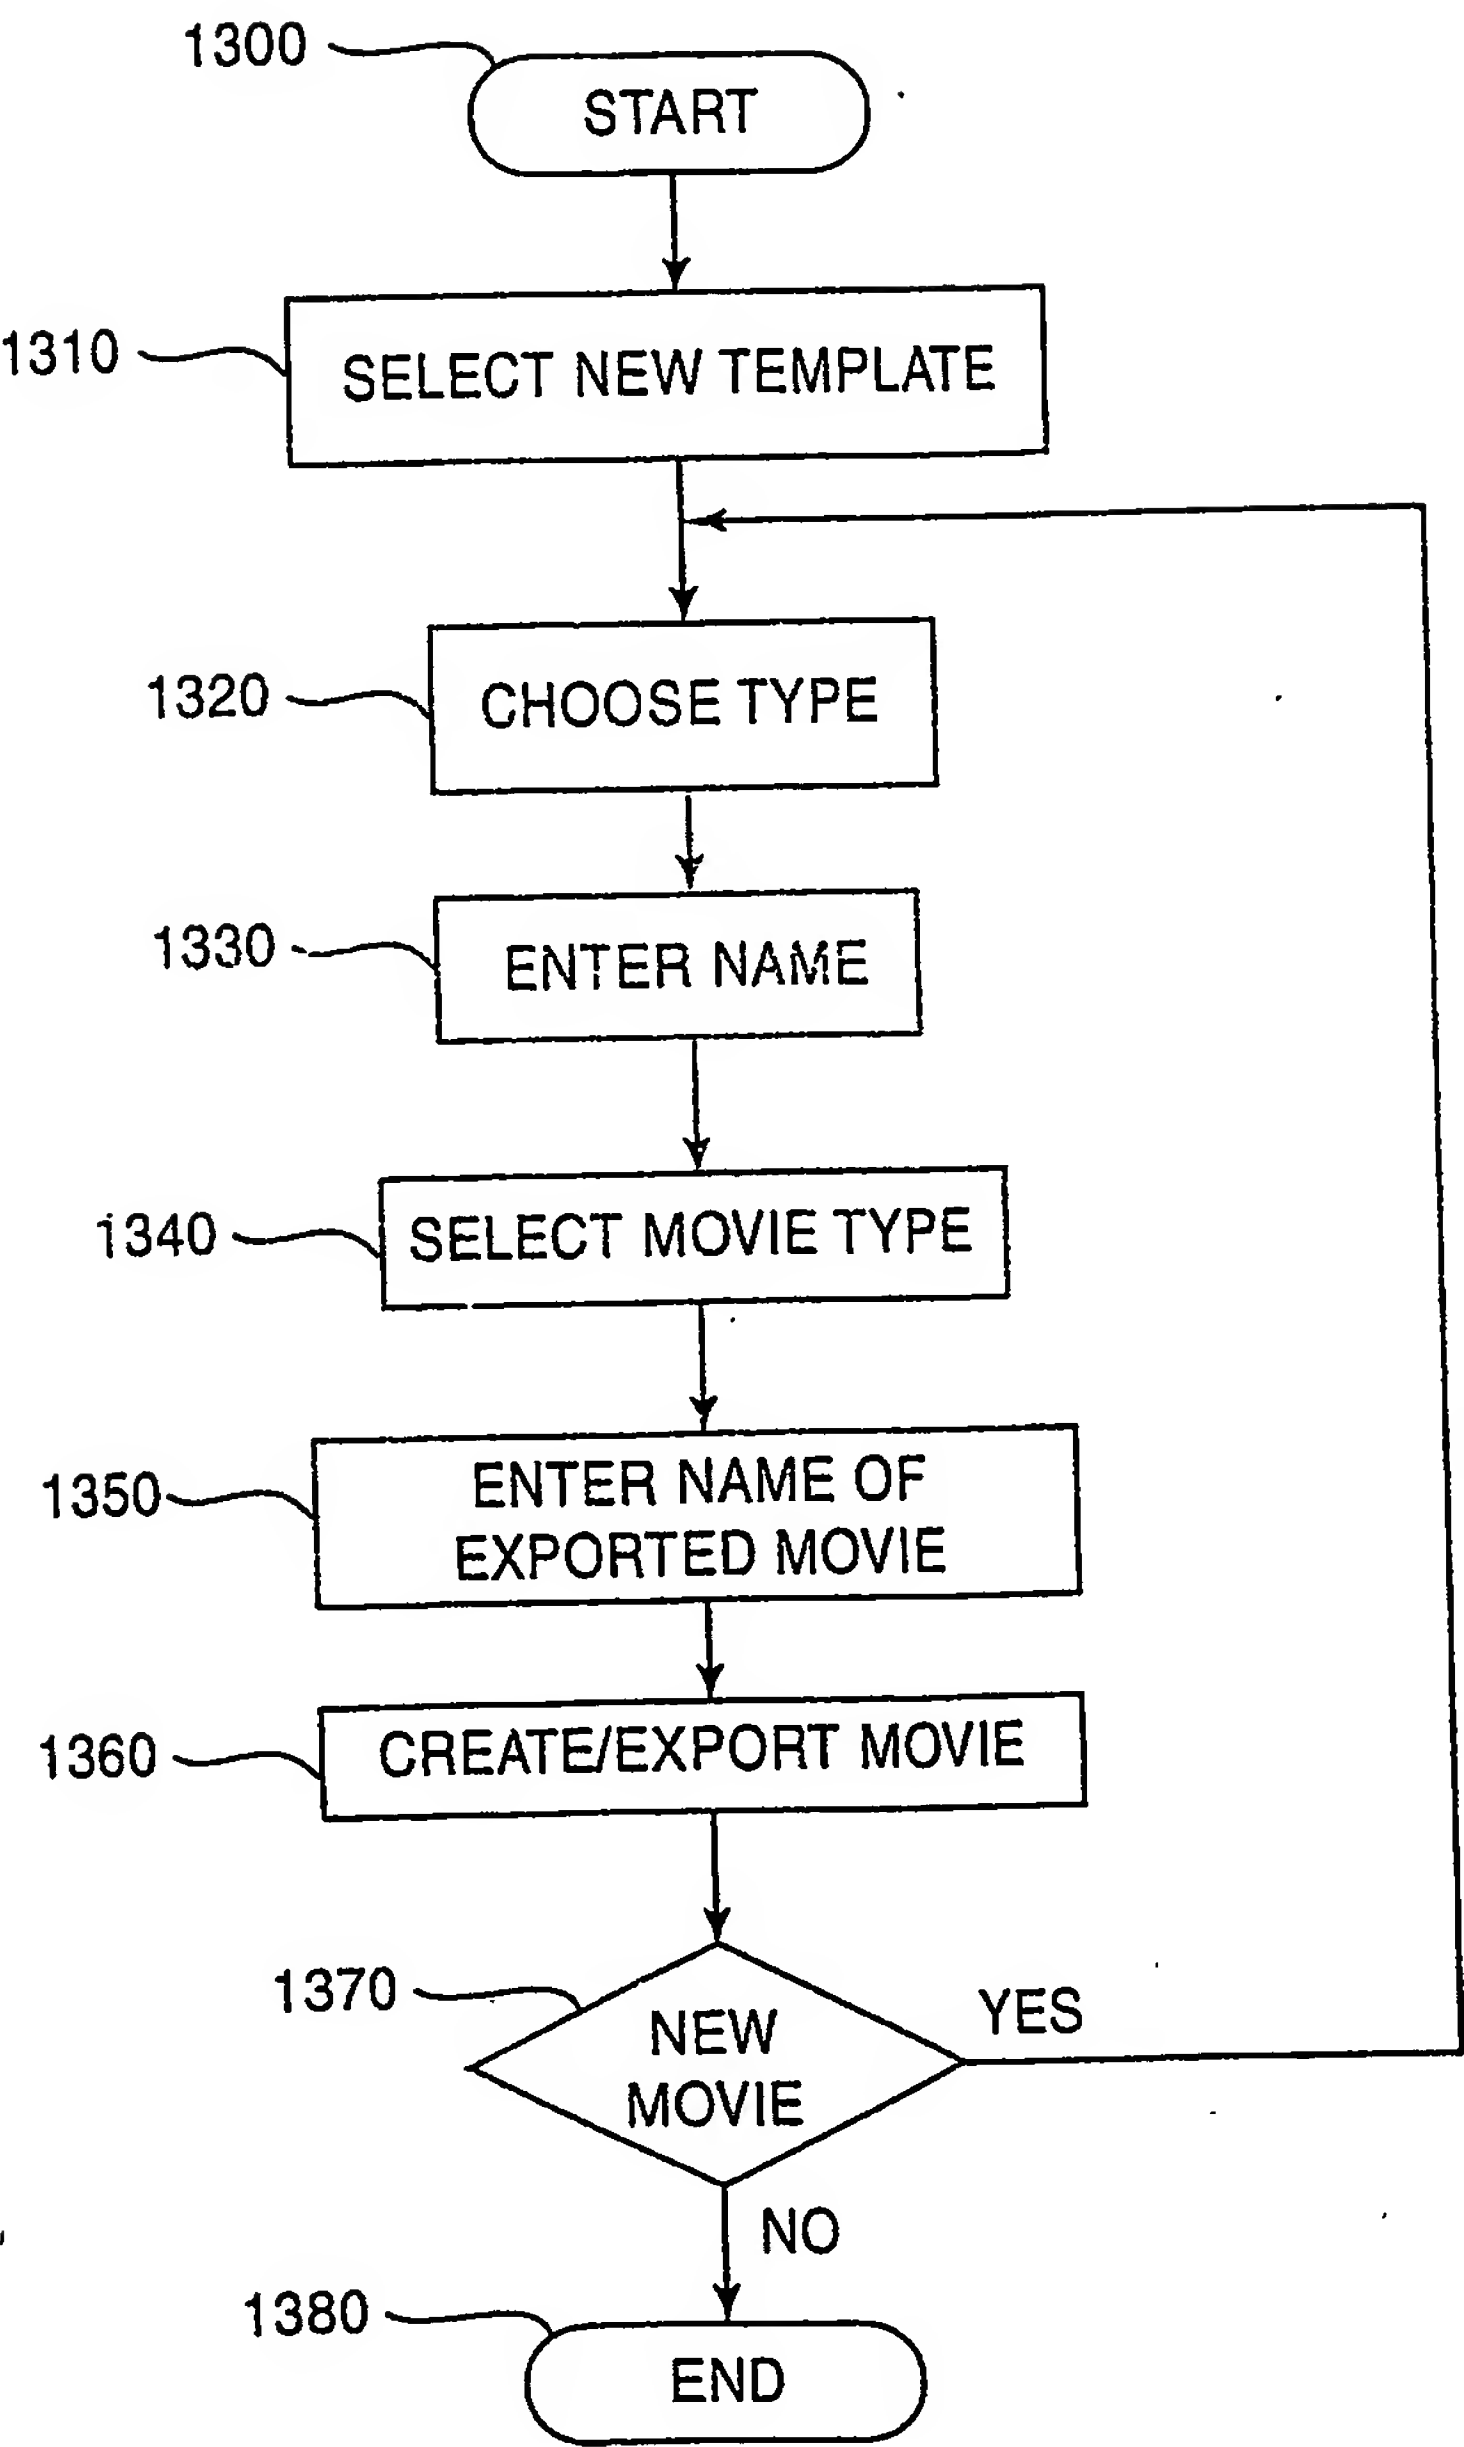 1300
START
1310
SELECT NEW TEMPLATE
1320
CHOOSE TYPE
1330
ENTER NAME
1340
SELECT MOVIE TYPE
1350
ENTER NAME OF
EXPORTED MOVIE
1360
CREATE/EXPORT MOVIE
1370
NEW
MOVIE
YES
NO
1380
END